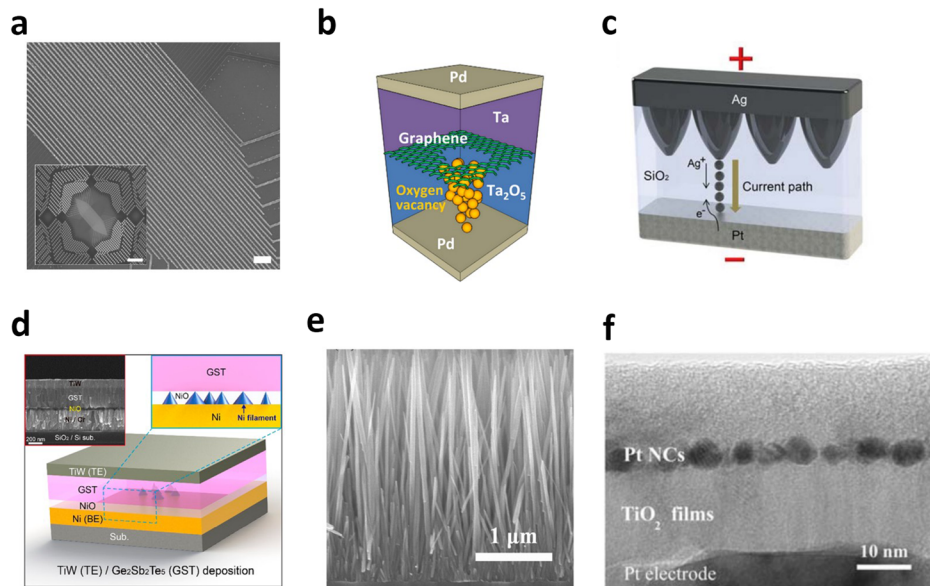 a
b
Pd
Ta
Graphene
Oxygen
vacancy
Ta₂O₅
Pd
c
+
Ag
SiO₂
Ag⁺
Current path
e⁻
Pt
−
d
TiW
GST
NiO
200 nm
SiO₂ / Si sub.
GST
NiO
Ni
Ni filament
TiW (TE)
GST
NiO
Ni (BE)
Sub.
TiW (TE) / Ge₂Sb₂Te₅ (GST) deposition
e
1 μm
f
Pt NCs
TiO₂ films
10 nm
Pt electrode